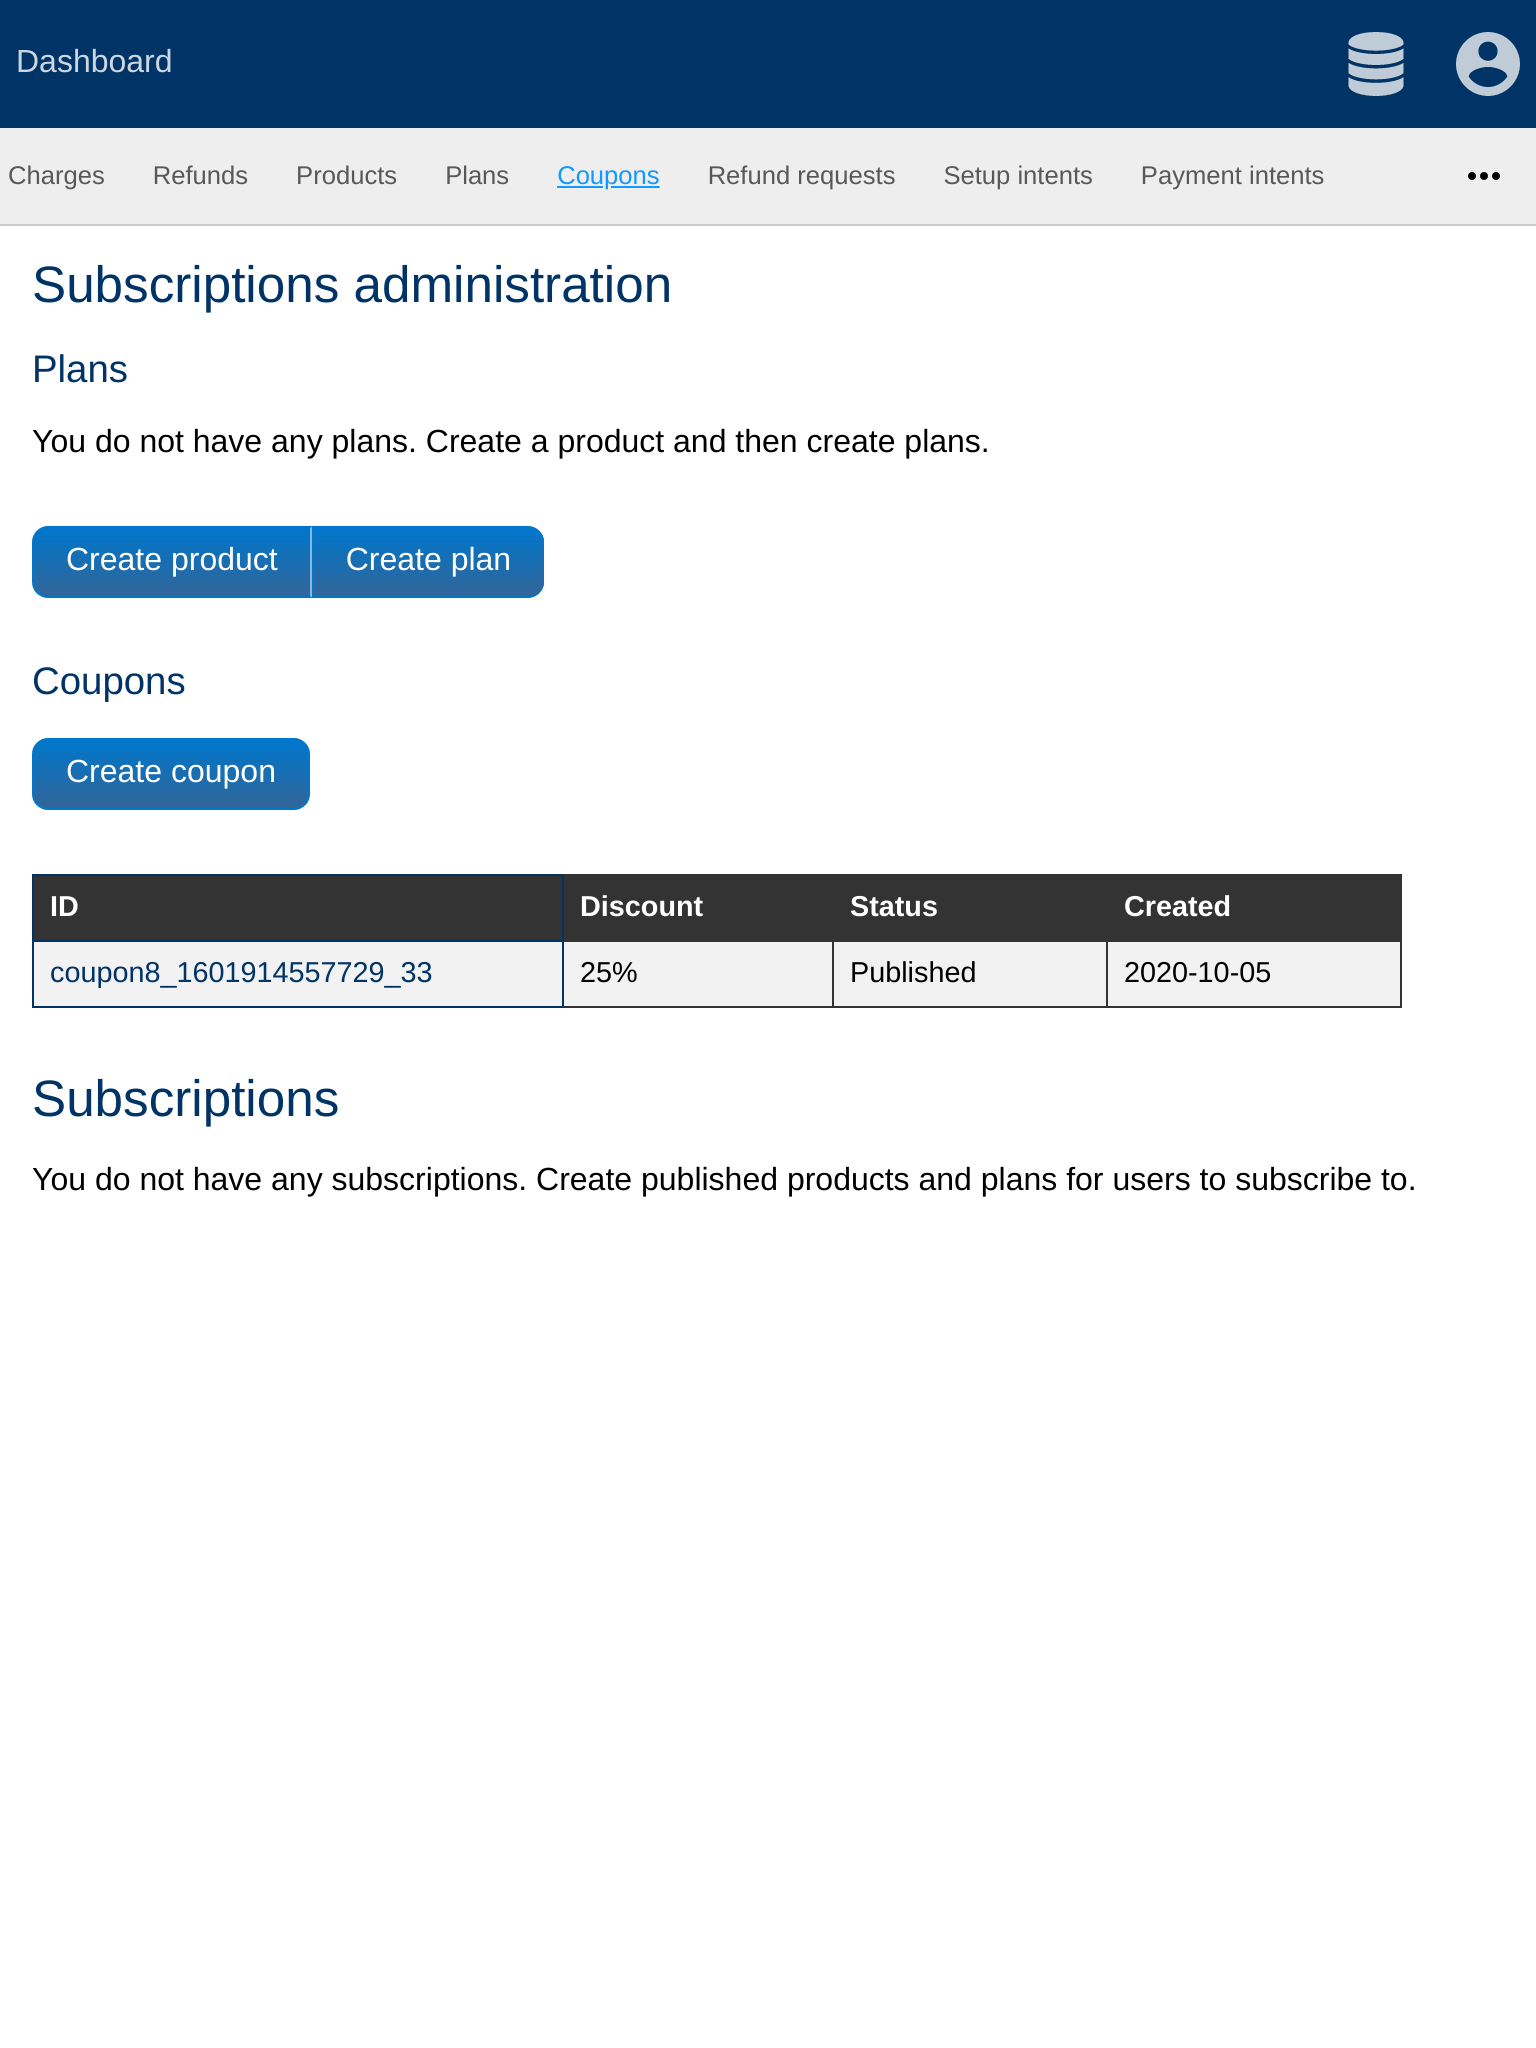 Dashboard
Charges Refunds Products Plans Coupons Refund requests Setup intents Payment intents
Subscriptions administration
Plans
You do not have any plans. Create a product and then create plans.
Create product Create plan
Coupons
Create coupon
ID Discount Status Created
coupon8_1601914557729_33 25% Published 2020-10-05
Subscriptions
You do not have any subscriptions. Create published products and plans for users to subscribe to.